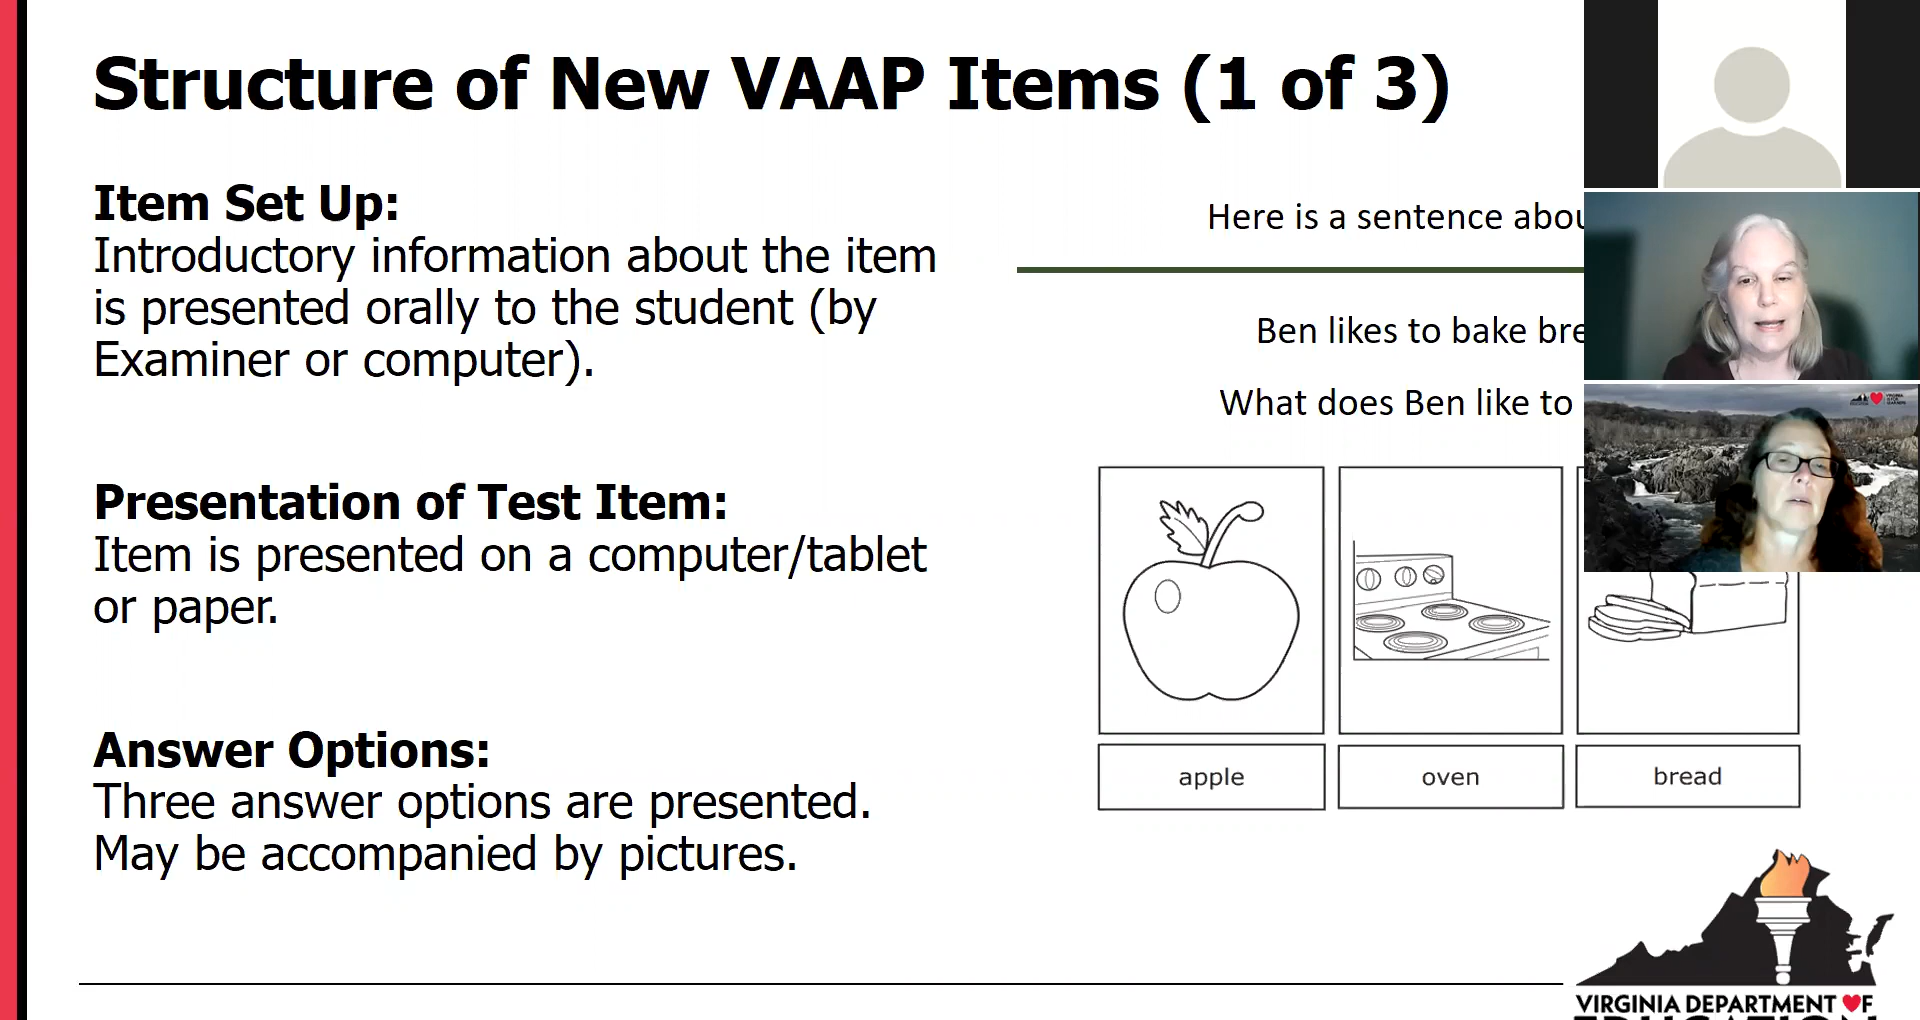 Structure of New VAAP Items (1 of 3)
Item Set Up:
Introductory information about the item
is presented orally to the student (by
Examiner or computer).
Presentation of Test Item:
Item is presented on a computer/tablet
or paper.
Answer Options:
Three answer options are presented.
May be accompanied by pictures.
Here is a sentence
Ben likes to bake
What does Ben like to
apple
oven
bread
VIRGINIA DEPARTMENT OF
EDUCATION